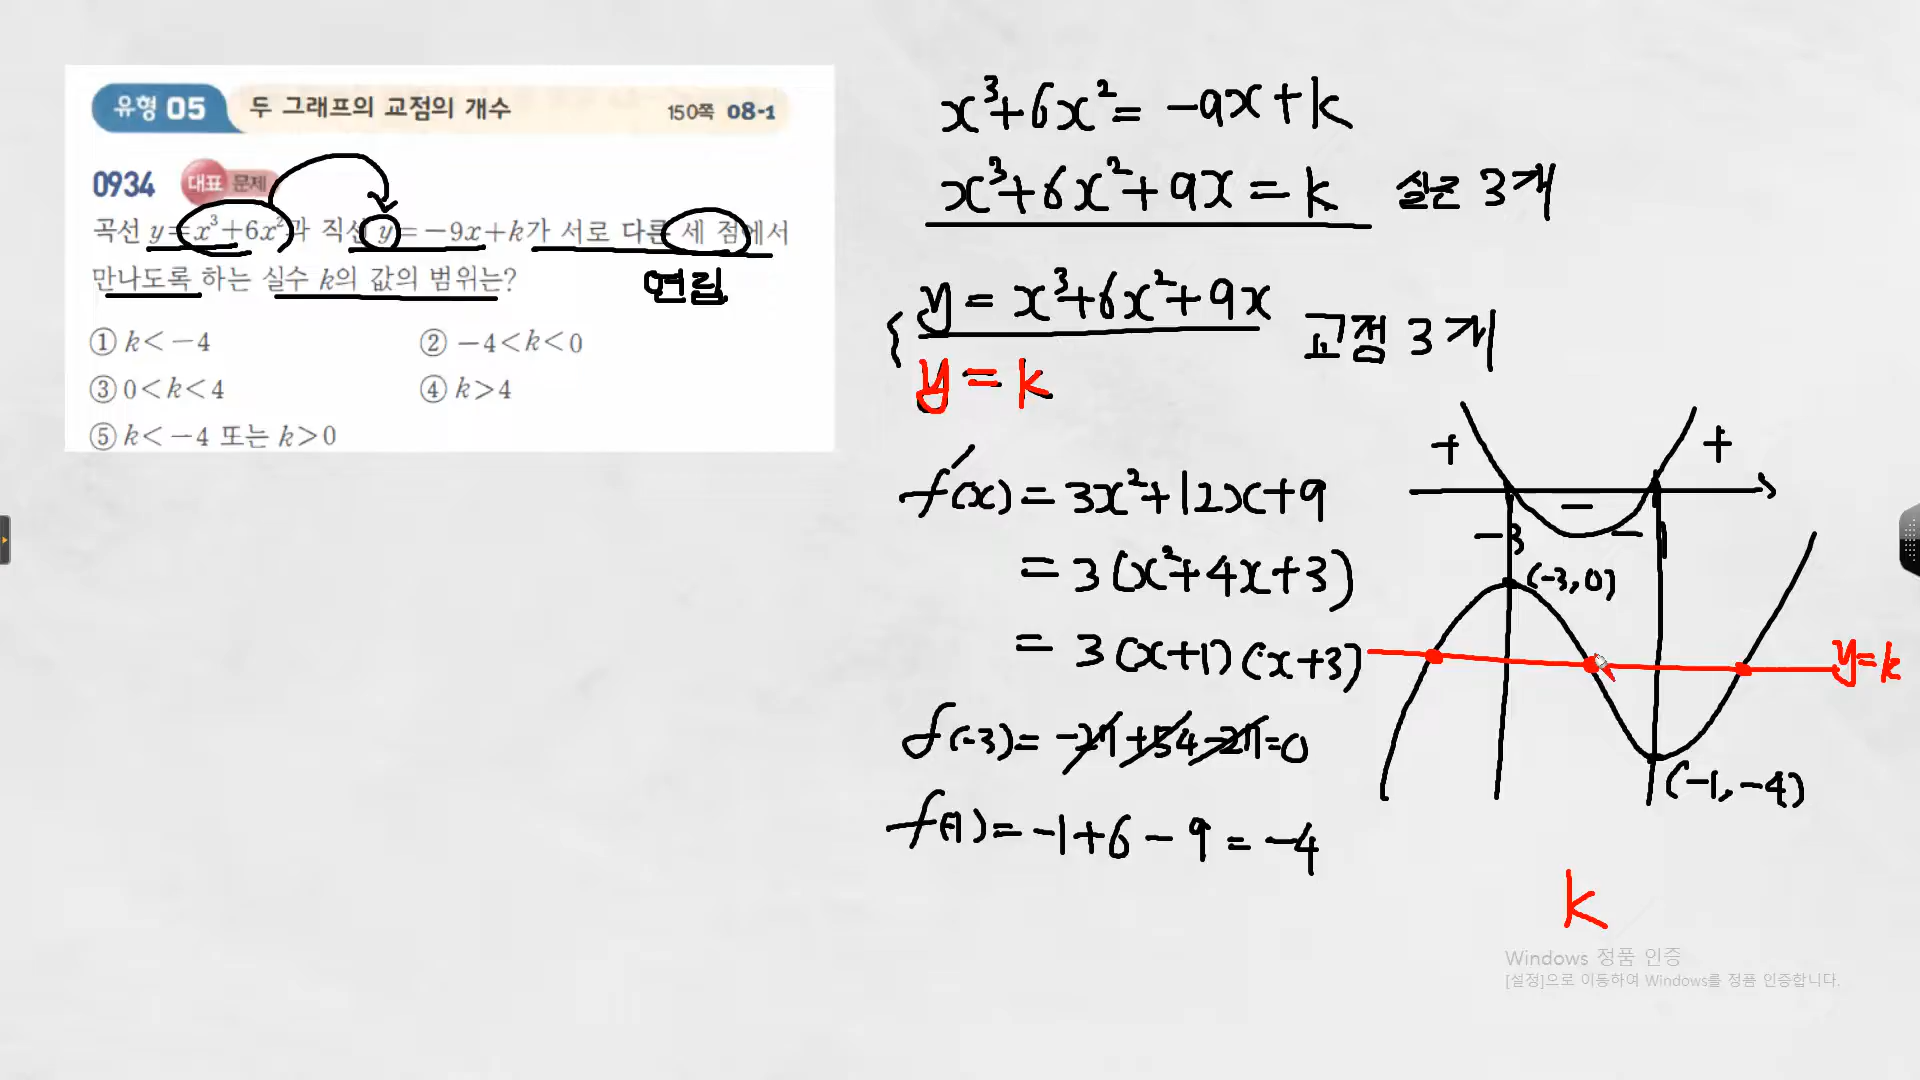 유형 05 두 그래프의 교점의 개수 150쪽 08-1
0934 대표 문제
곡선 y=x³+6x²과 직선 y=-9x+k가 서로 다른 세 점에서
만나도록 하는 실수 k의 값의 범위는?
연립
① k<-4 ② -4<k<0
③ 0<k<4 ④ k>4
⑤ k<-4 또는 k>0
x³+6x²=-9x+k
x³+6x²+9x=k 실근 3개
y=x³+6x²+9x
y=k
교점 3개
f'(x)=3x²+12x+9
=3(x²+4x+3)
=3(x+1)(x+3)
f(-3)=-27+54-27=0
f(-1)=-1+6-9=-4
+ - +
-3 -1
(-3,0)
y=k
(-1,-4)
k
Windows 정품 인증
[설정]으로 이동하여 Windows를 정품 인증합니다.